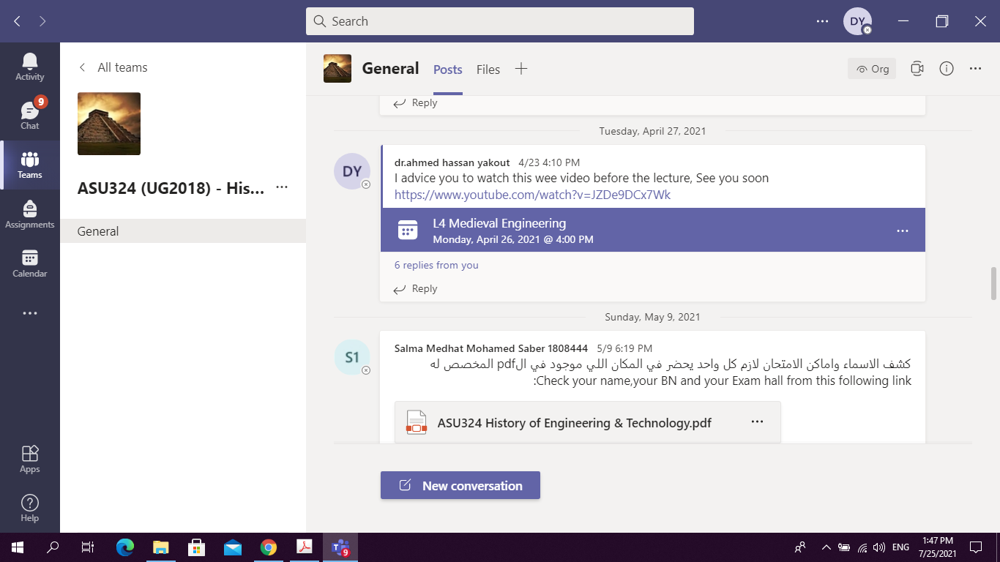 Search
DY
Activity
9
Chat
Teams
Assignments
Calendar
Apps
Help
All teams
ASU324 (UG2018) - His...
General
General
Posts
Files
Org
Reply
Tuesday, April 27, 2021
DY
dr.ahmed hassan yakout 4/23 4:10 PM
I advice you to watch this wee video before the lecture, See you soon
https://www.youtube.com/watch?v=JZDe9DCx7Wk
L4 Medieval Engineering
Monday, April 26, 2021 @ 4:00 PM
6 replies from you
Reply
Sunday, May 9, 2021
S1
Salma Medhat Mohamed Saber 1808444 5/9 6:19 PM
كشف الاسماء واماكن الامتحان لازم كل واحد يحضر في المكان اللي موجود في الpdf المخصص له
:Check your name,your BN and your Exam hall from this following link
ASU324 History of Engineering & Technology.pdf
New conversation
9
ENG
1:47 PM
7/25/2021